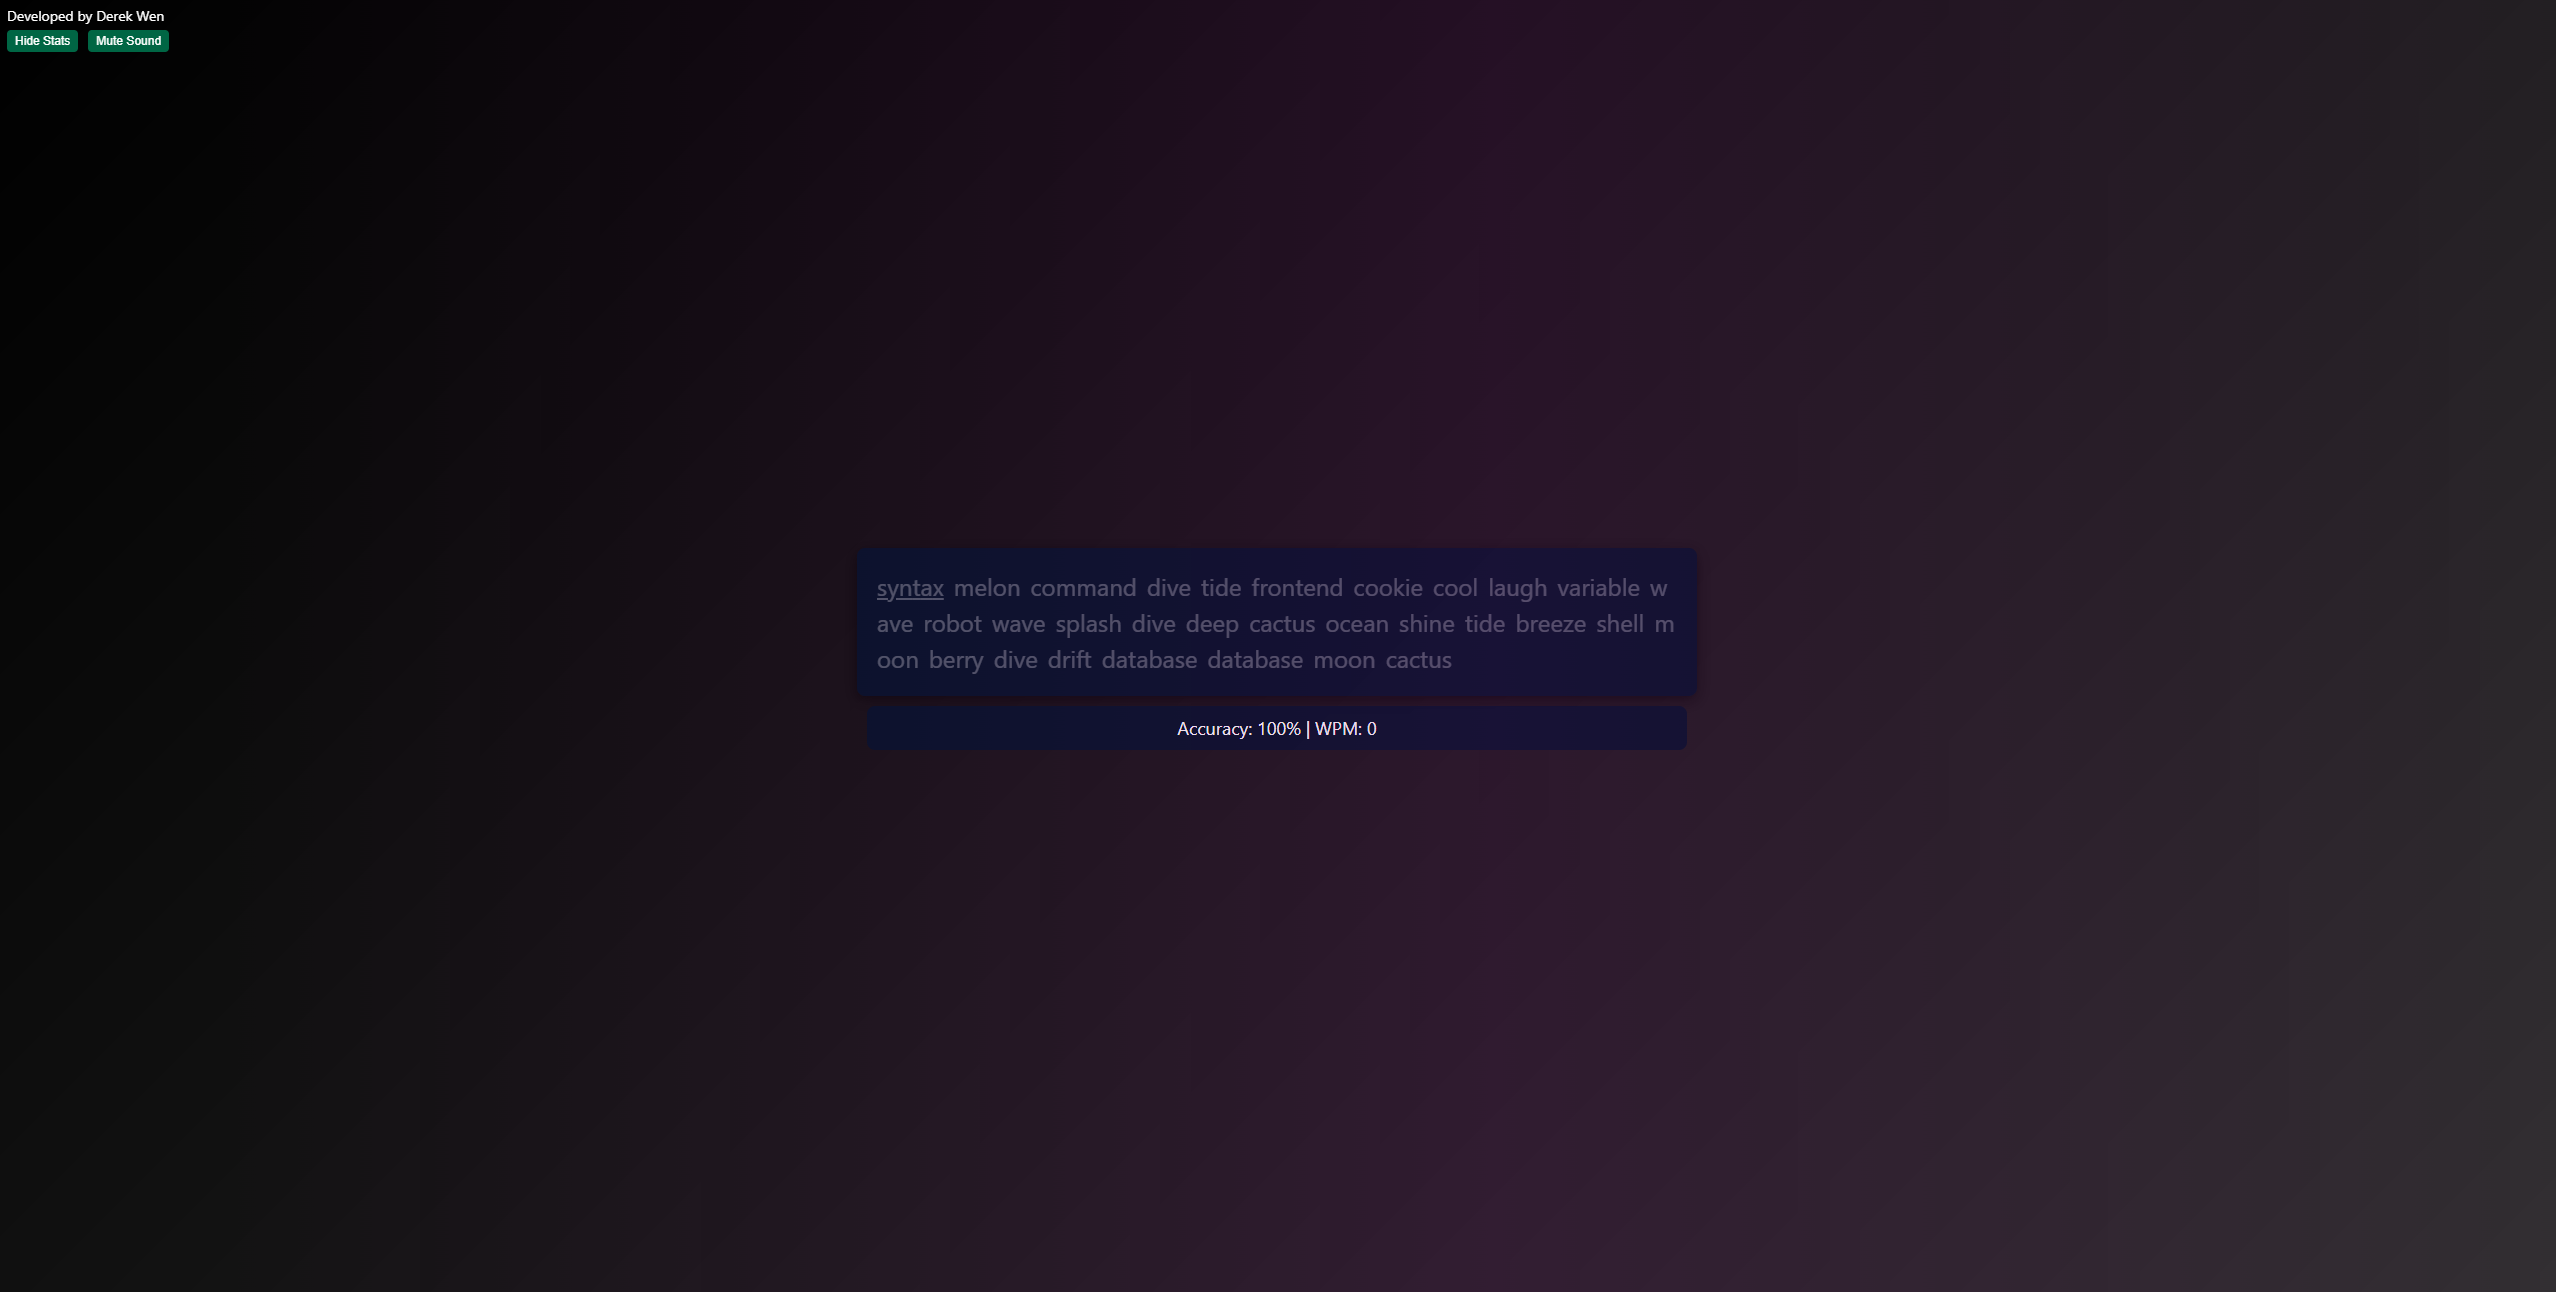 Developed by Derek Wen
Hide Stats Mute Sound
syntax melon command dive tide frontend cookie cool laugh variable w
ave robot wave splash dive deep cactus ocean shine tide breeze shell m
oon berry dive drift database database moon cactus
Accuracy: 100% | WPM: 0